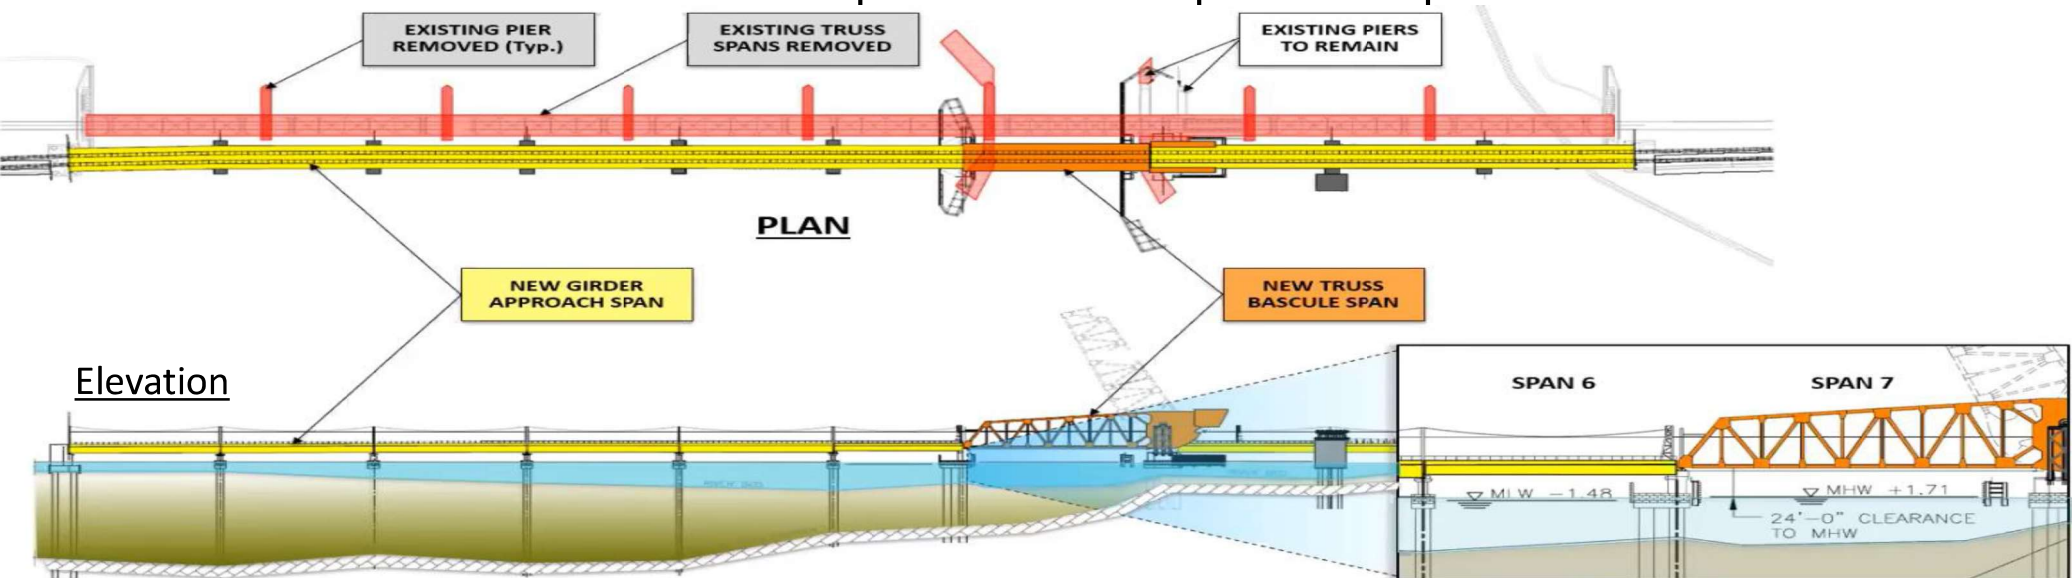 EXISTING PIER
REMOVED (Typ.)
EXISTING TRUSS
SPANS REMOVED
EXISTING PIERS
TO REMAIN
PLAN
NEW GIRDER
APPROACH SPAN
NEW TRUSS
BASCULE SPAN
Elevation
SPAN 6
SPAN 7
MLW -1.48
MHW +1.71
24'-0" CLEARANCE
TO MHW